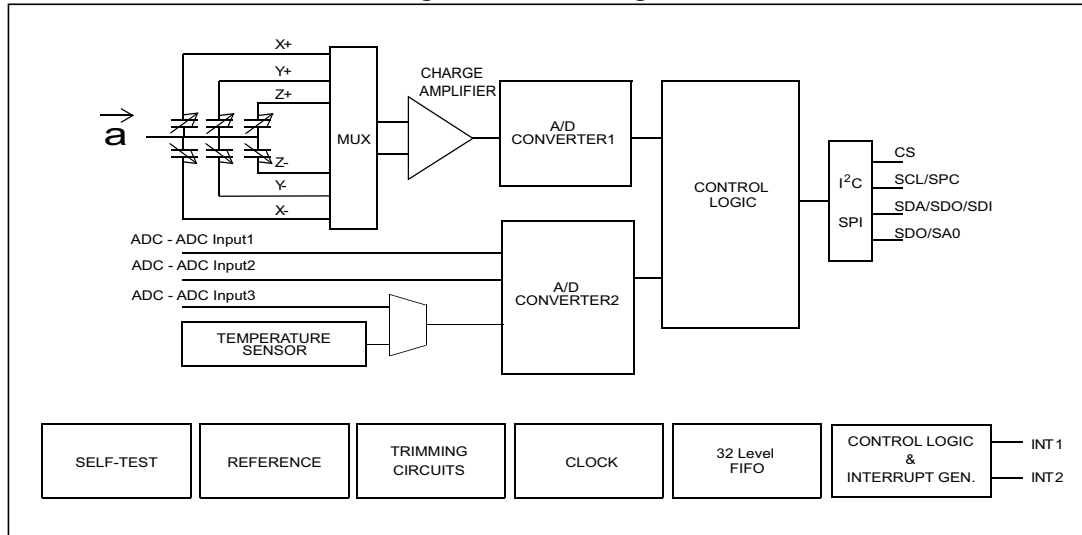 X+
Y+
Z+
CHARGE
AMPLIFIER
a
MUX
A/D
CONVERTER1
CONTROL
LOGIC
I²C
SPI
CS
SCL/SPC
SDA/SDO/SDI
SDO/SA0
Z-
Y-
X-
ADC - ADC Input1
ADC - ADC Input2
ADC - ADC Input3
A/D
CONVERTER2
TEMPERATURE
SENSOR
SELF-TEST
REFERENCE
TRIMMING
CIRCUITS
CLOCK
32 Level
FIFO
CONTROL LOGIC
&
INTERRUPT GEN.
INT1
INT2